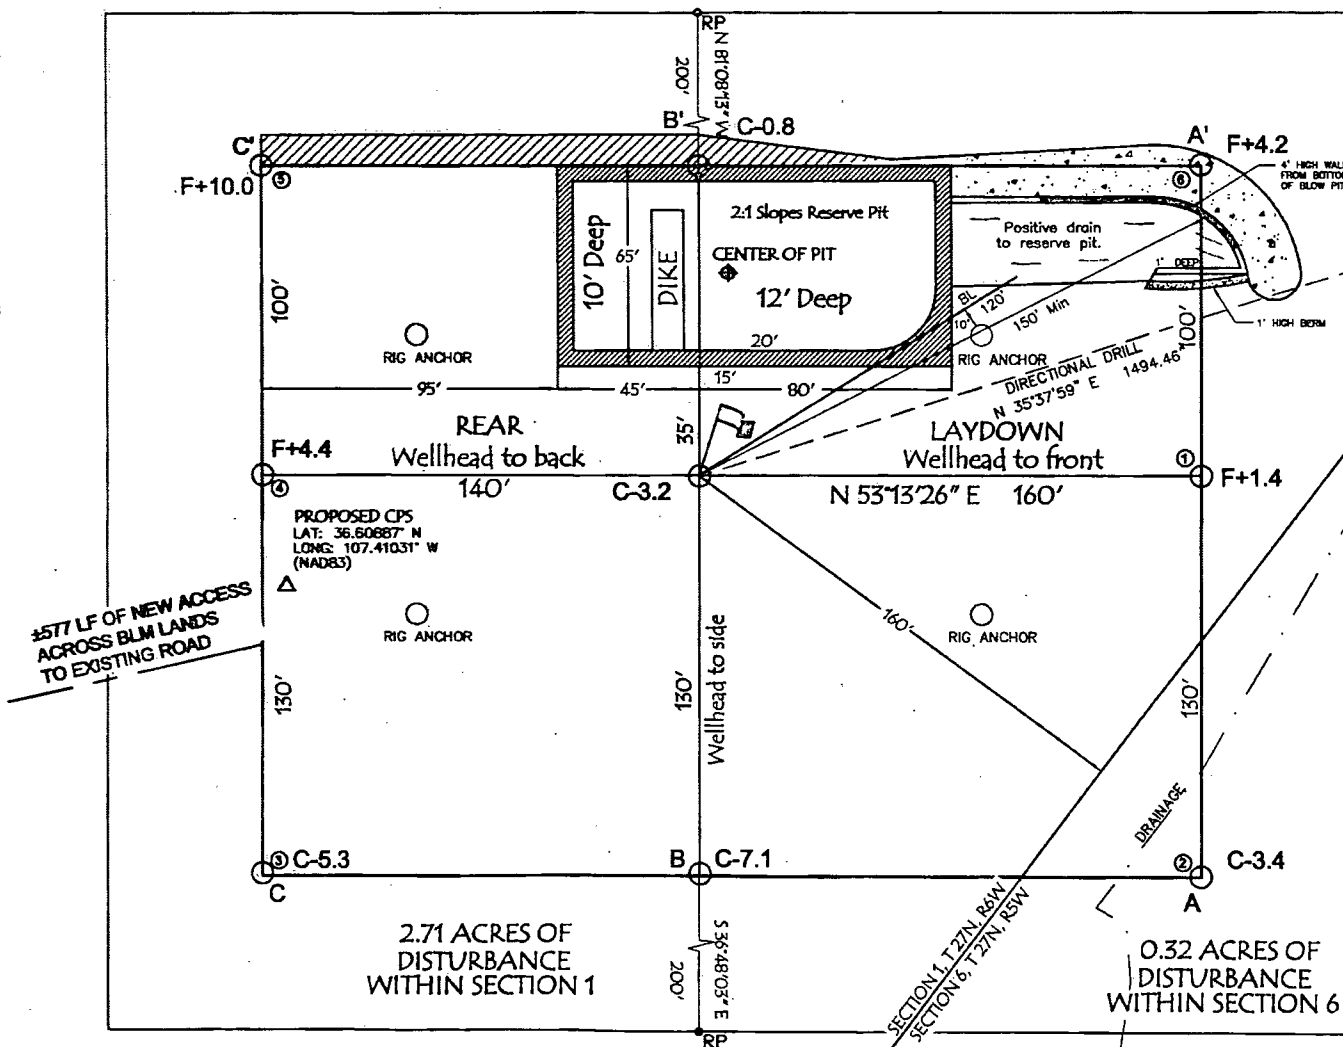 RP
N 81°08'13" W
200'
B'
C-0.8
C'
F+10.0
⑤
A'
F+4.2
⑥
4' HIGH WALL
FROM BOTTOM
OF BLOW PIT
2:1 Slopes Reserve Pit
CENTER OF PIT
10' Deep
65'
DIKE
12' Deep
20'
Positive drain
to reserve pit.
1' DEEP
1' HIGH BERM
BL
10'
120'
150' Min
100'
100'
RIG ANCHOR
RIG ANCHOR
DIRECTIONAL DRILL
N 35°37'59" E 1494.46'
95'
45'
15'
80'
35'
REAR
Wellhead to back
LAYDOWN
Wellhead to front
F+4.4
④
140'
C-3.2
N 53°13'26" E 160'
①
F+1.4
PROPOSED CPS
LAT: 36.60887° N
LONG: 107.41031° W
(NAD83)
±577 LF OF NEW ACCESS
ACROSS BLM LANDS
TO EXISTING ROAD
RIG ANCHOR
RIG ANCHOR
160'
130'
130'
Wellhead to side
130'
DRAINAGE
③ C-5.3
C
B
C-7.1
②
C-3.4
A
2.71 ACRES OF
DISTURBANCE
WITHIN SECTION 1
200'
RP
SECTION 1, T 27N, R6W
SECTION 6, T 27N, R5W
0.32 ACRES OF
DISTURBANCE
WITHIN SECTION 6